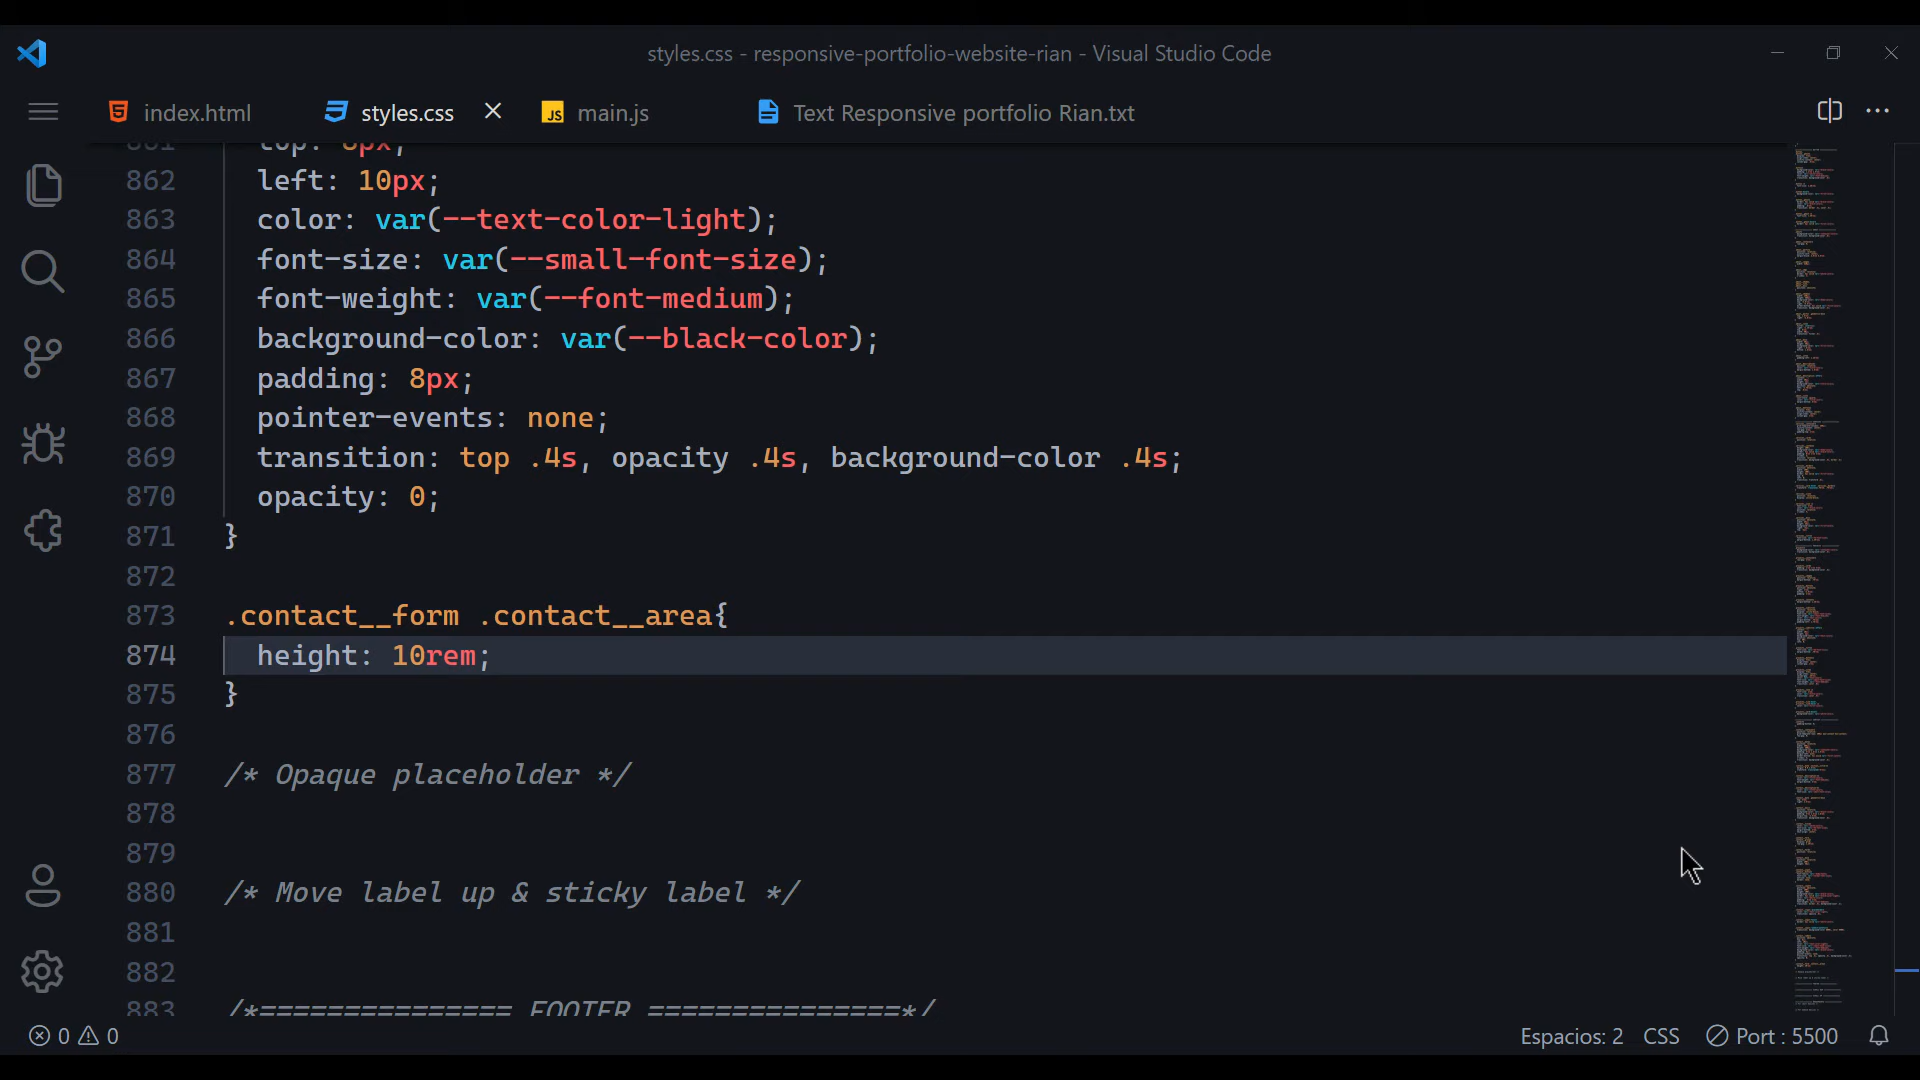 styles.css - responsive-portfolio-website-rian - Visual Studio Code
index.html
styles.css
JS main.js
Text Responsive portfolio Rian.txt
861 top: 8px;
862 left: 10px;
863 color: var(--text-color-light);
864 font-size: var(--small-font-size);
865 font-weight: var(--font-medium);
866 background-color: var(--black-color);
867 padding: 8px;
868 pointer-events: none;
869 transition: top .4s, opacity .4s, background-color .4s;
870 opacity: 0;
871 }
872
873 .contact__form .contact__area{
874 height: 10rem;
875 }
876
877 /* Opaque placeholder */
878
879
880 /* Move label up & sticky label */
881
882
883 /*=============== FOOTER ===============*/
0 0
Espacios: 2 CSS Port : 5500